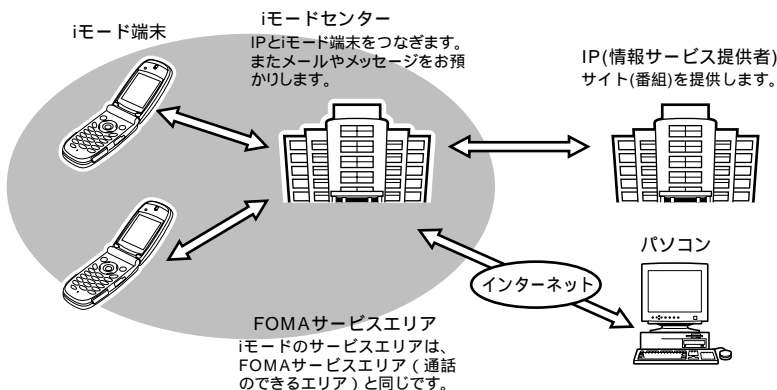 iモード端末
iモードセンター
IPとiモード端末をつなぎます。
またメールやメッセージをお預
かりします。
IP(情報サービス提供者)
サイト(番組)を提供します。
パソコン
インターネット
FOMAサービスエリア
iモードのサービスエリアは、
FOMAサービスエリア(通話
のできるエリア)と同じです。